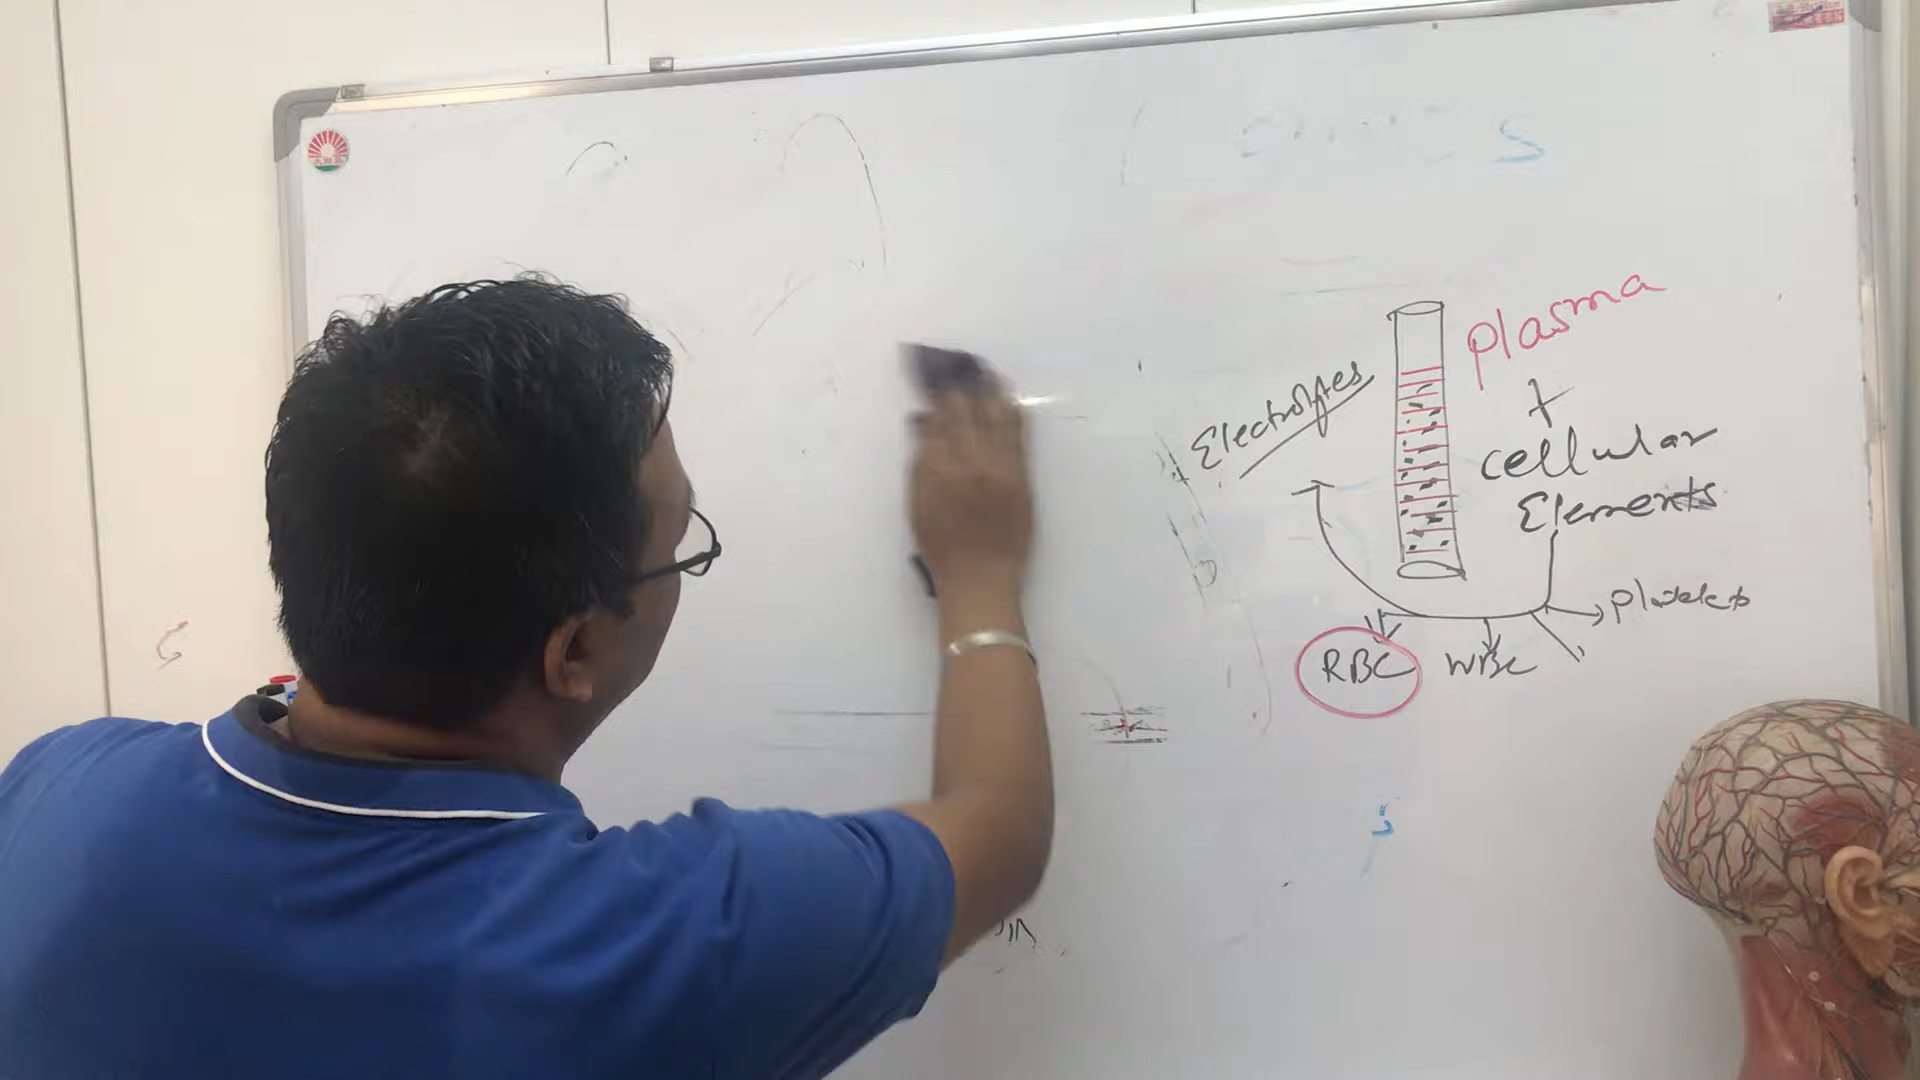 plasma
+
cellular
Elements
Electrolytes
platelets
RBC
WBC